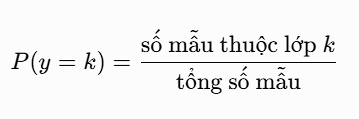 P(y = k) = số mẫu thuộc lớp k / tổng số mẫu